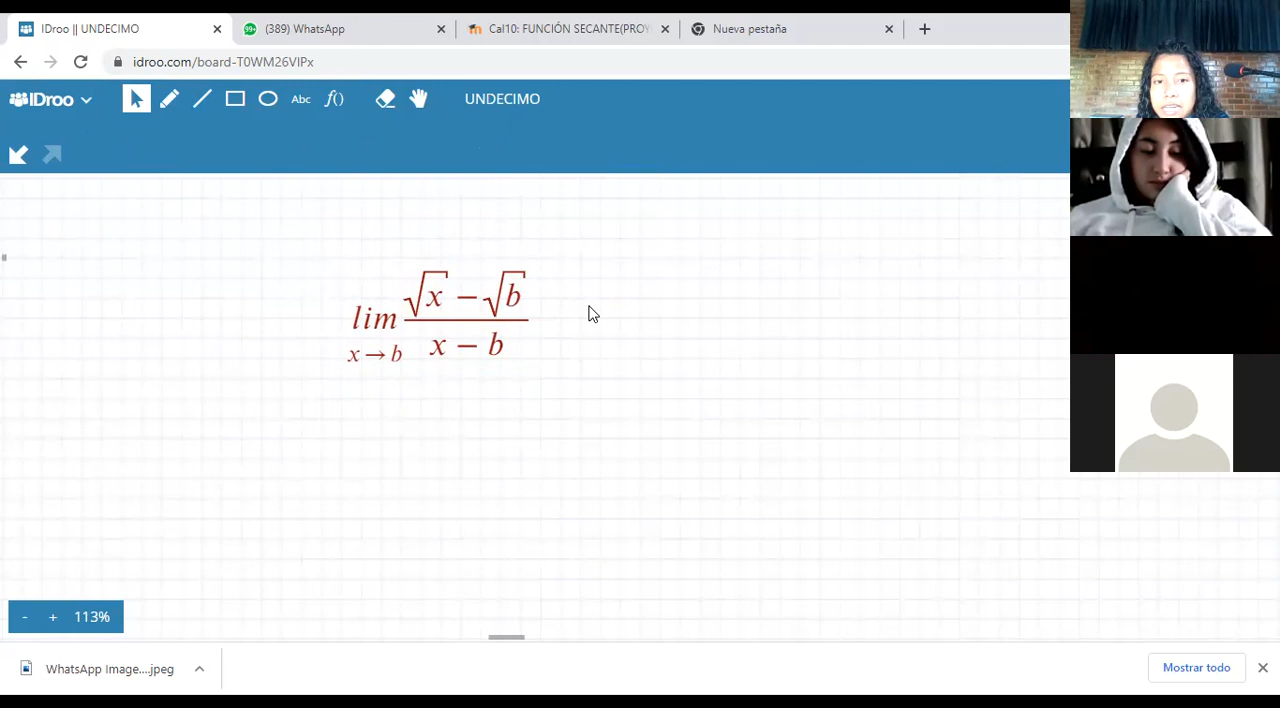 IDroo || UNDECIMO
99+ (389) WhatsApp
Cal10: FUNCIÓN SECANTE(PROY
Nueva pestaña
idroo.com/board-T0WM26VIPx
IDroo Abc f() UNDECIMO
lim x→b (√x − √b)/(x − b)
- + 113%
WhatsApp Image....jpeg
Mostrar todo